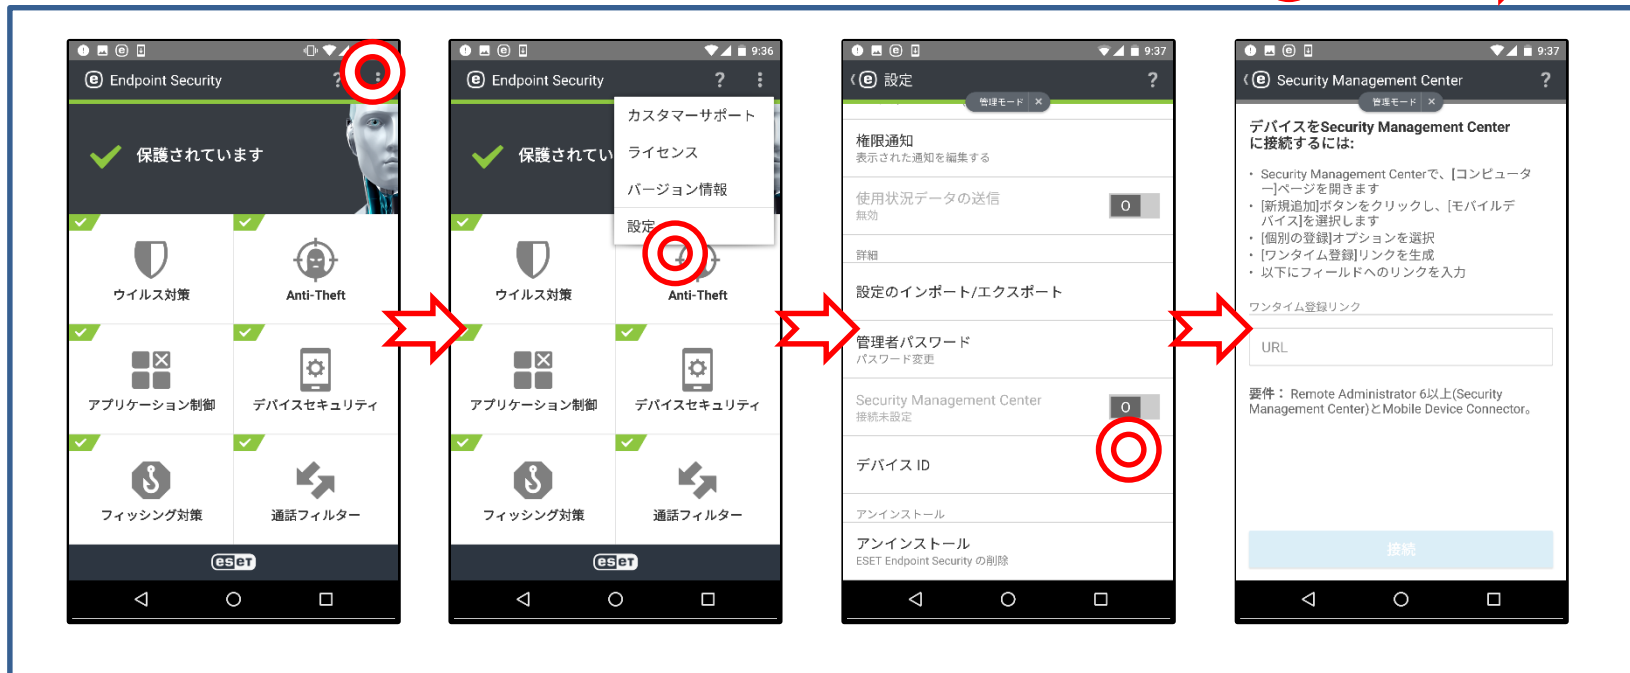 Endpoint Security
?
保護されています
ウイルス対策
Anti-Theft
アプリケーション制御
デバイスセキュリティ
フィッシング対策
通話フィルター
eset
9:36
Endpoint Security
?
カスタマーサポート
ライセンス
バージョン情報
設定
保護されてい
ウイルス対策
Anti-Theft
アプリケーション制御
デバイスセキュリティ
フィッシング対策
通話フィルター
eset
9:37
設定
?
管理モード ×
権限通知
表示された通知を編集する
使用状況データの送信
無効
詳細
設定のインポート/エクスポート
管理者パスワード
パスワード変更
Security Management Center
接続未設定
デバイス ID
アンインストール
アンインストール
ESET Endpoint Security の削除
9:37
Security Management Center
?
管理モード ×
デバイスをSecurity Management Center
に接続するには:
・ Security Management Centerで、[コンピュータ
ー]ページを開きます
・ [新規追加]ボタンをクリックし、[モバイルデ
バイス]を選択します
・ [個別の登録]オプションを選択
・ [ワンタイム登録]リンクを生成
・ 以下にフィールドへのリンクを入力
ワンタイム登録リンク
URL
要件： Remote Administrator 6以上(Security
Management Center)とMobile Device Connector。
接続